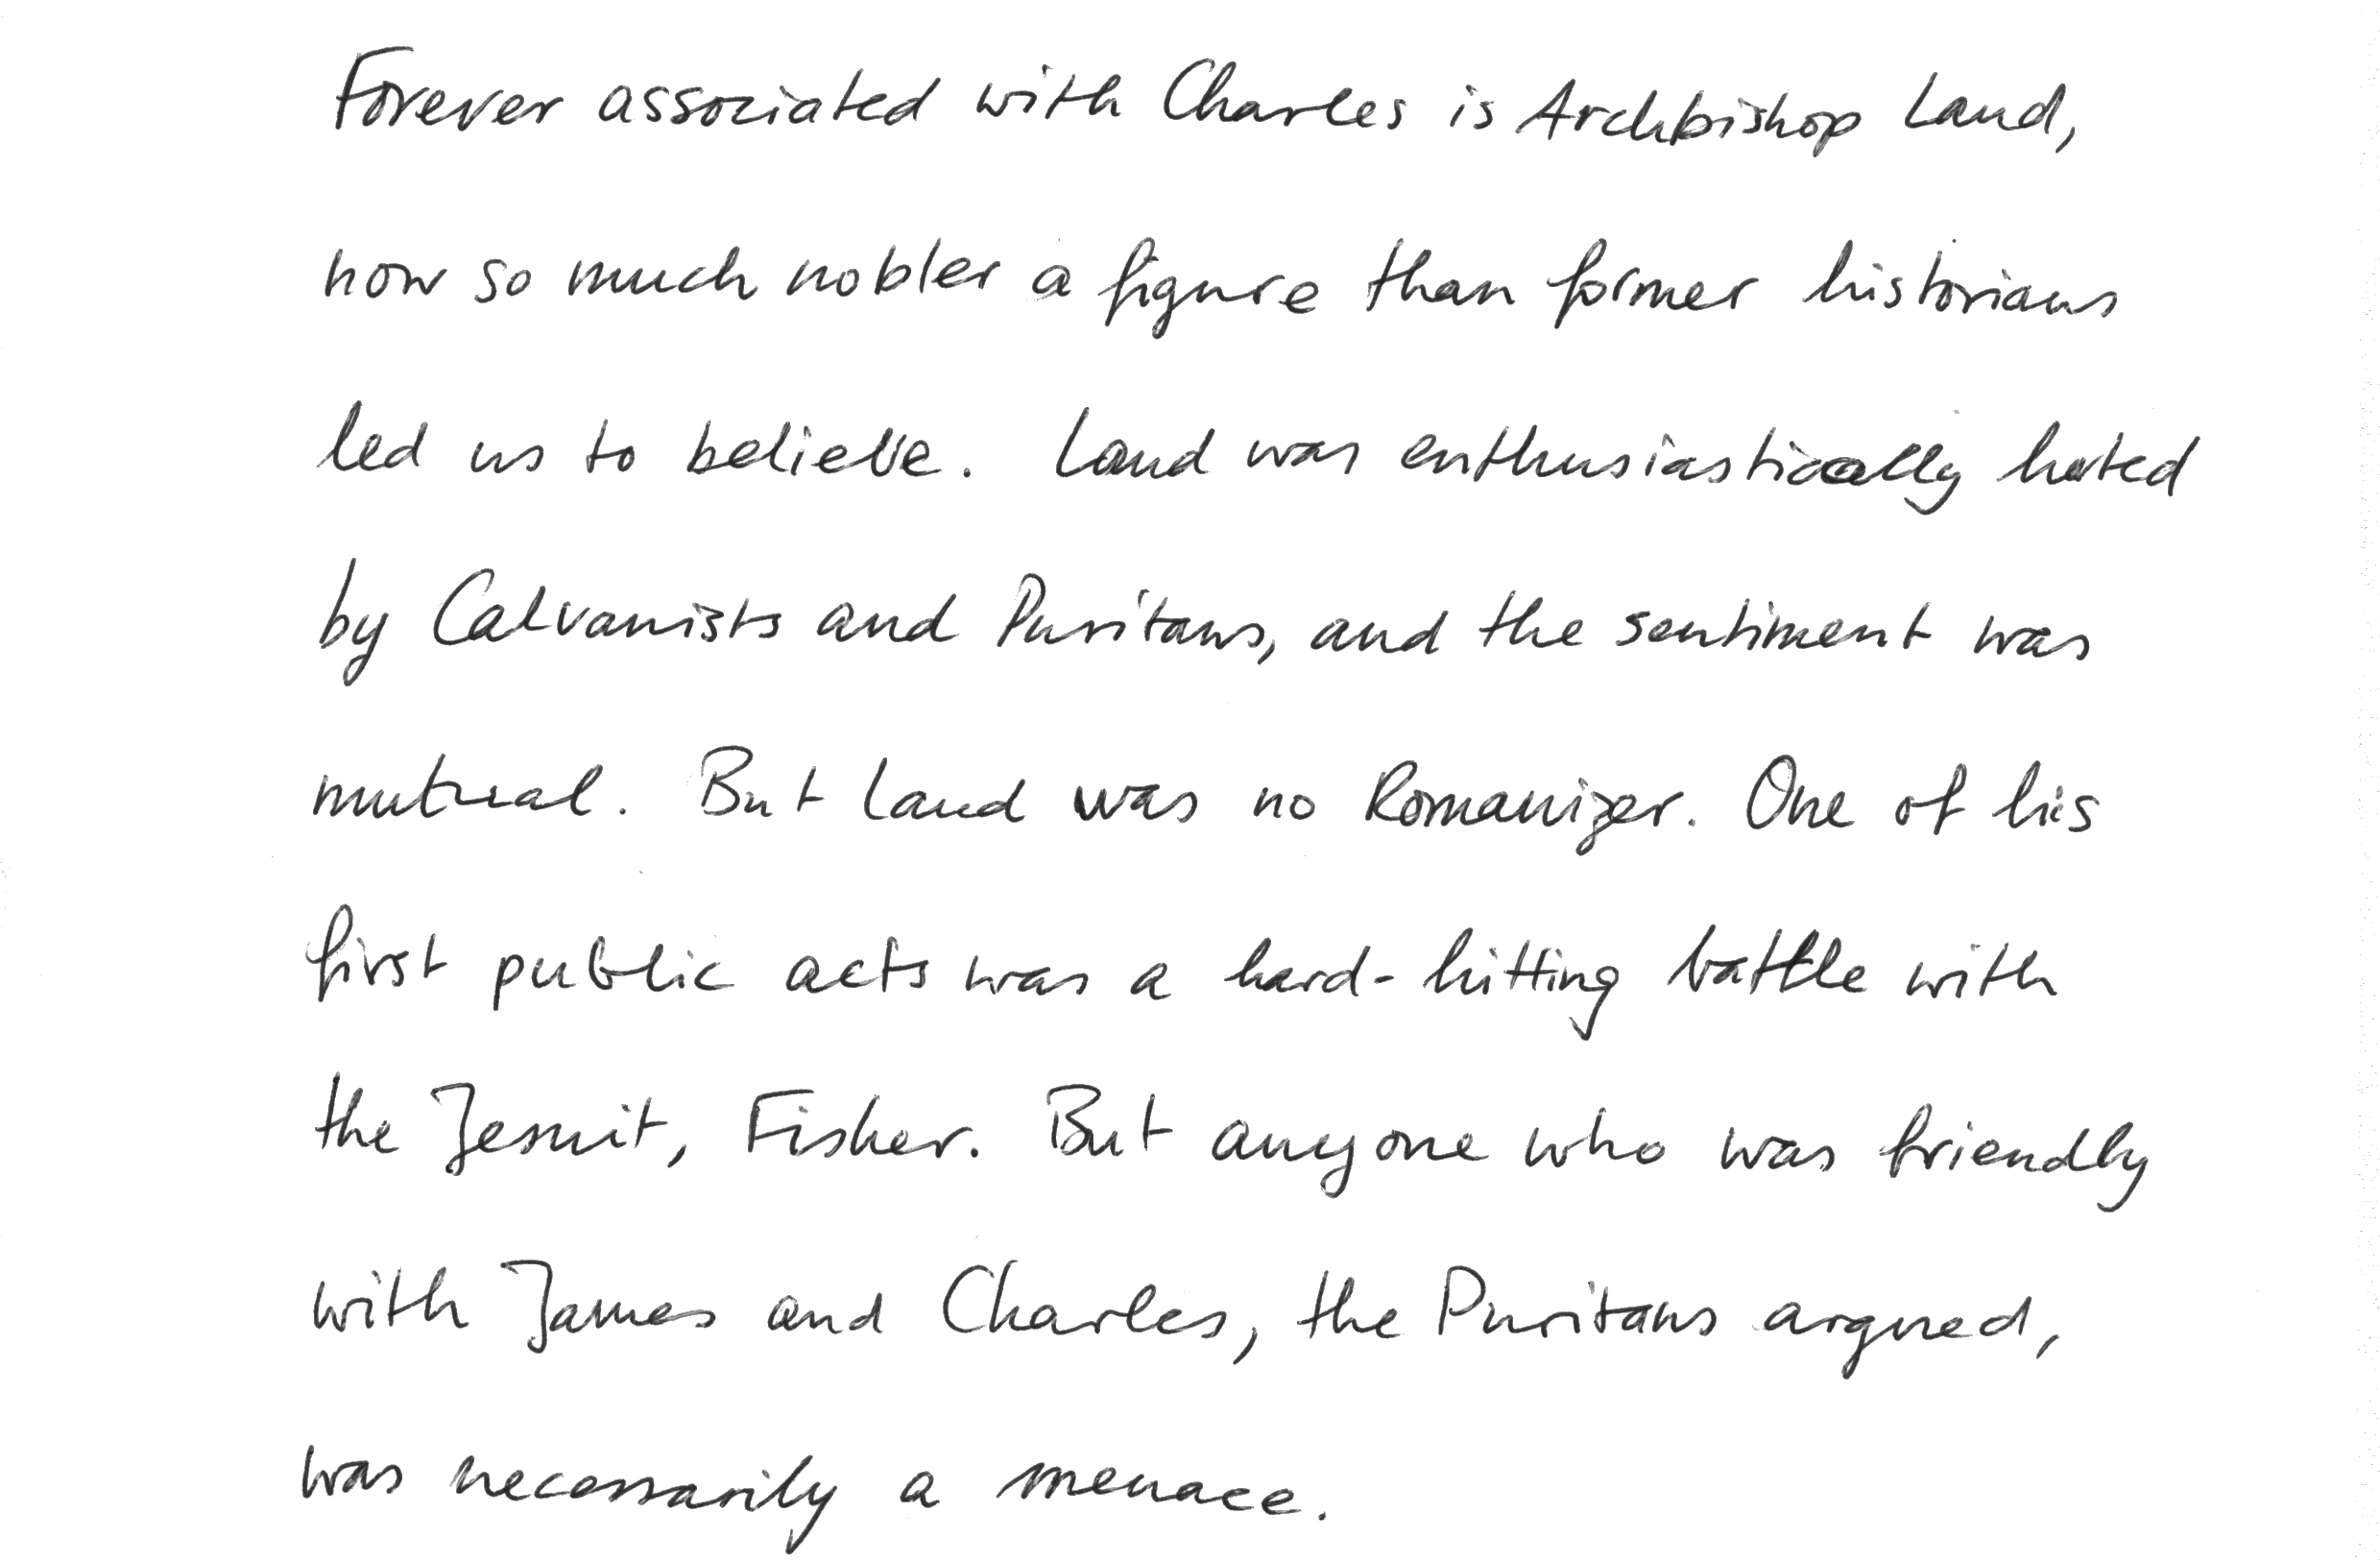 Forever associated with Charles is Archbishop Laud,
now so much nobler a figure than former historians
led us to believe. Laud was enthusiastically hated
by Calvanists and Puritans, and the sentiment was
mutual. But Laud was no Romanizer. One of his
first public acts was a hard-hitting battle with
the Jesuit, Fisher. But anyone who was friendly
with James and Charles, the Puritans argued,
was necessarily a menace.